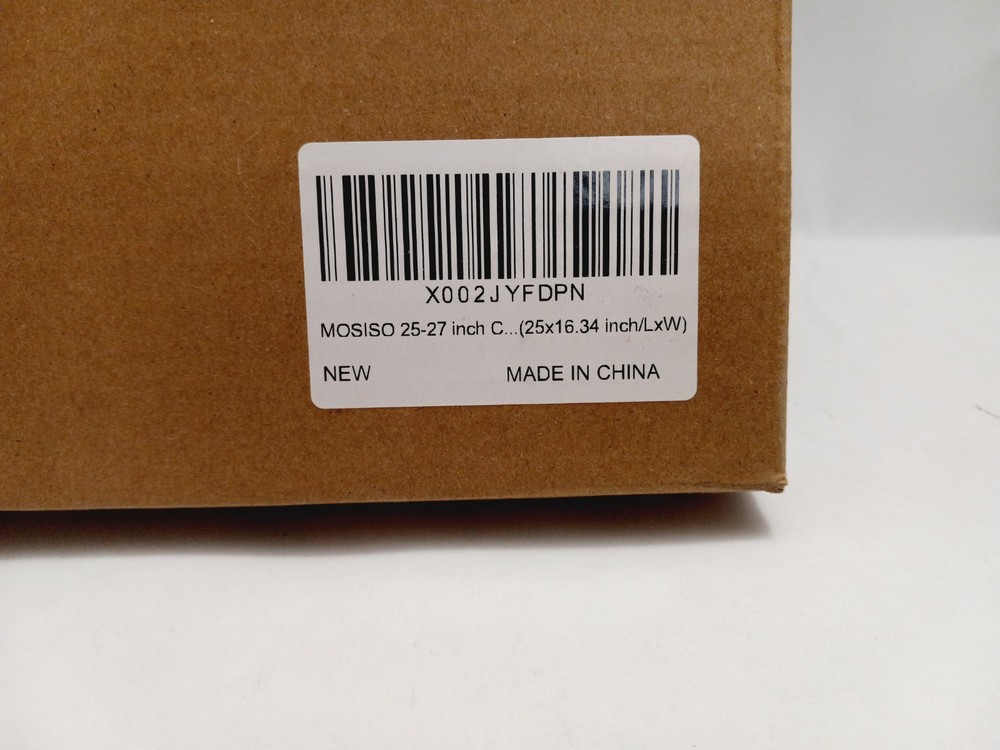 X002JYFDPN
MOSISO 25-27 inch C...(25x16.34 inch/LxW)
NEW MADE IN CHINA